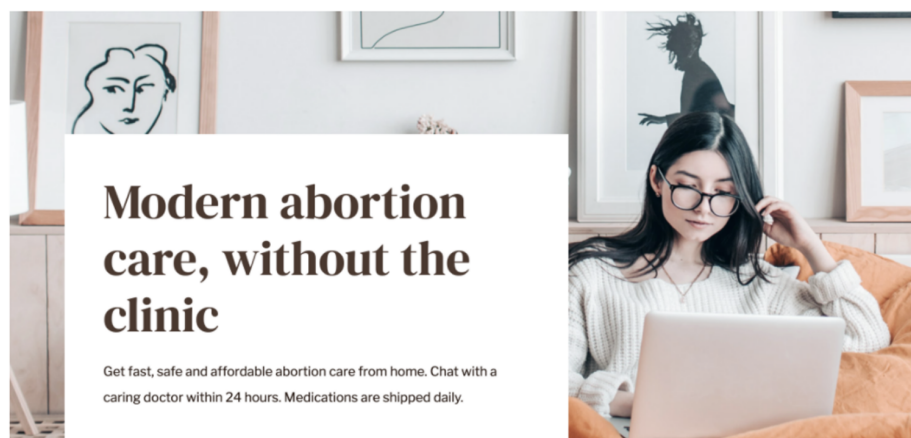 Modern abortion
care, without the
clinic
Get fast, safe and affordable abortion care from home. Chat with a
caring doctor within 24 hours. Medications are shipped daily.